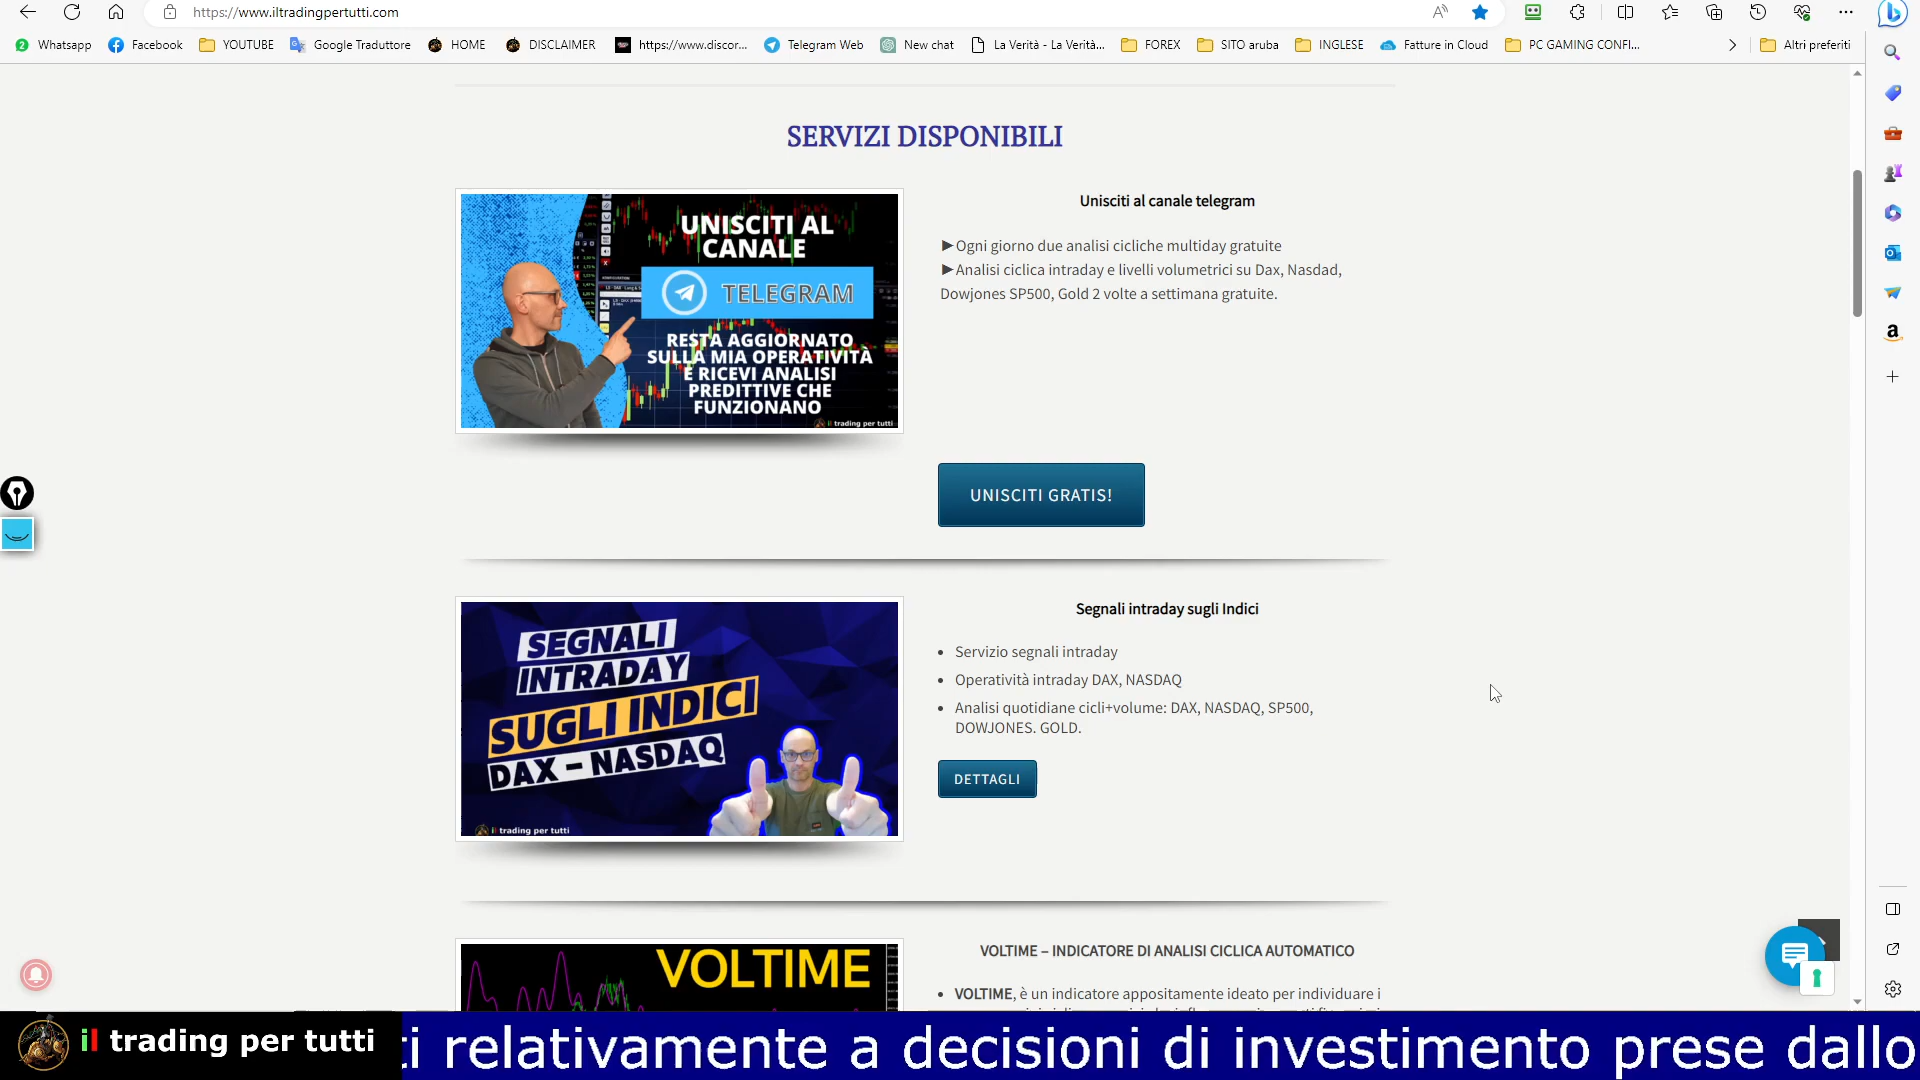 https://www.iltradingpertutti.com
Whatsapp
Facebook
YOUTUBE
Google Traduttore
HOME
DISCLAIMER
https://www.discor...
Telegram Web
New chat
La Verità - La Verità...
FOREX
SITO aruba
INGLESE
Fatture in Cloud
PC GAMING CONFI...
Altri preferiti
SERVIZI DISPONIBILI
UNISCITI AL
CANALE
TELEGRAM
RESTA AGGIORNATO
SULLA MIA OPERATIVITÀ
E RICEVI ANALISI
PREDITTIVE CHE
FUNZIONANO
il trading per tutti
Unisciti al canale telegram
►Ogni giorno due analisi cicliche multiday gratuite
►Analisi ciclica intraday e livelli volumetrici su Dax, Nasdad,
Dowjones SP500, Gold 2 volte a settimana gratuite.
UNISCITI GRATIS!
SEGNALI
INTRADAY
SUGLI INDICI
DAX – NASDAQ
il trading per tutti
Segnali intraday sugli Indici
• Servizio segnali intraday
• Operatività intraday DAX, NASDAQ
• Analisi quotidiane cicli+volume: DAX, NASDAQ, SP500,
DOWJONES. GOLD.
DETTAGLI
VOLTIME
VOLTIME – INDICATORE DI ANALISI CICLICA AUTOMATICO
• VOLTIME, è un indicatore appositamente ideato per individuare i
il trading per tutti
ti relativamente a decisioni di investimento prese dallo